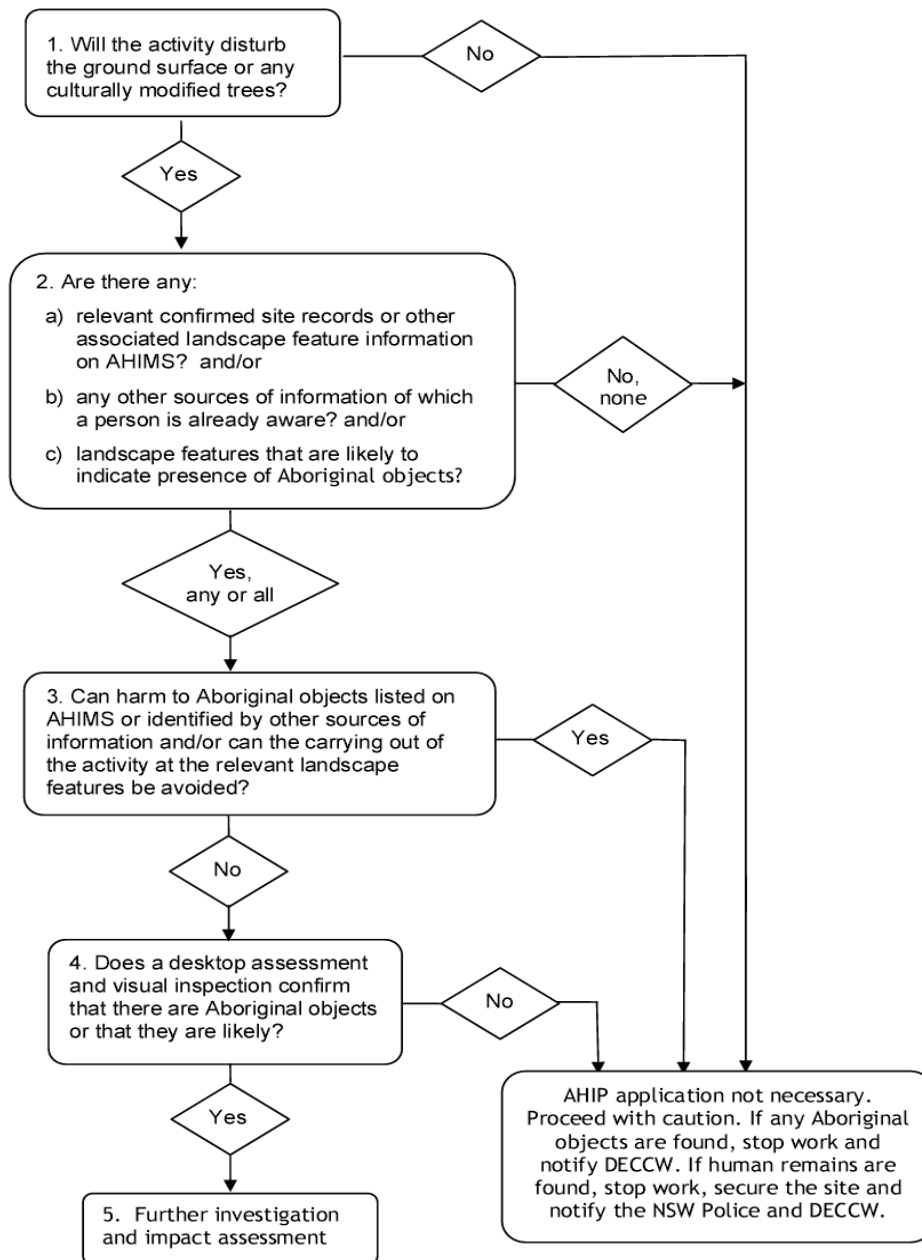 1. Will the activity disturb
the ground surface or any
culturally modified trees?
No
Yes
2. Are there any:
a) relevant confirmed site records or other
associated landscape feature information
on AHIMS? and/or
b) any other sources of information of which
a person is already aware? and/or
c) landscape features that are likely to
indicate presence of Aboriginal objects?
No,
none
Yes,
any or all
3. Can harm to Aboriginal objects listed on
AHIMS or identified by other sources of
information and/or can the carrying out of
the activity at the relevant landscape
features be avoided?
Yes
No
4. Does a desktop assessment
and visual inspection confirm
that there are Aboriginal objects
or that they are likely?
No
Yes
AHIP application not necessary.
Proceed with caution. If any Aboriginal
objects are found, stop work and
notify DECCW. If human remains are
found, stop work, secure the site and
notify the NSW Police and DECCW.
5. Further investigation
and impact assessment